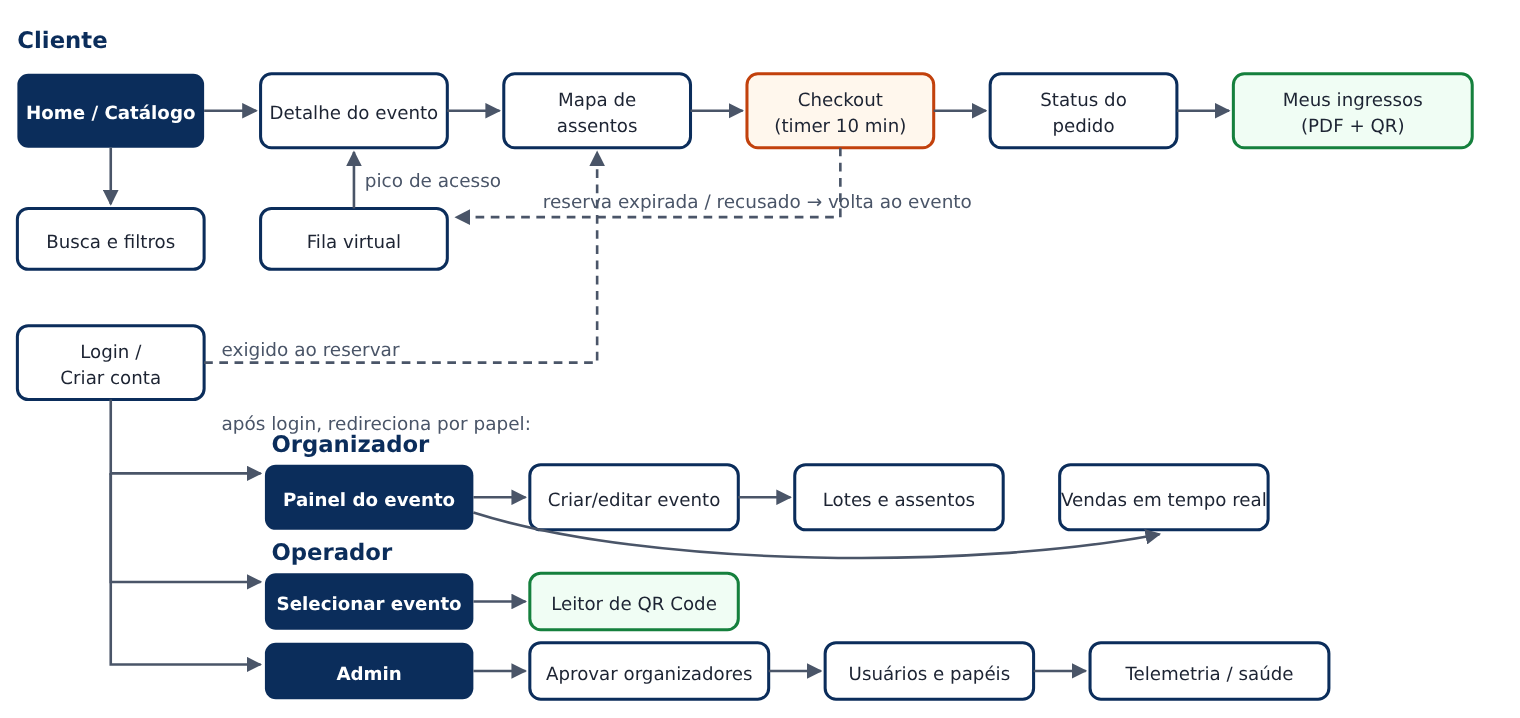 Cliente
Home / Catálogo
Detalhe do evento
Mapa de
assentos
Checkout
(timer 10 min)
Status do
pedido
Meus ingressos
(PDF + QR)
pico de acesso
reserva expirada / recusado → volta ao evento
Busca e filtros
Fila virtual
Login /
Criar conta
exigido ao reservar
após login, redireciona por papel:
Organizador
Painel do evento
Criar/editar evento
Lotes e assentos
Vendas em tempo real
Operador
Selecionar evento
Leitor de QR Code
Admin
Aprovar organizadores
Usuários e papéis
Telemetria / saúde